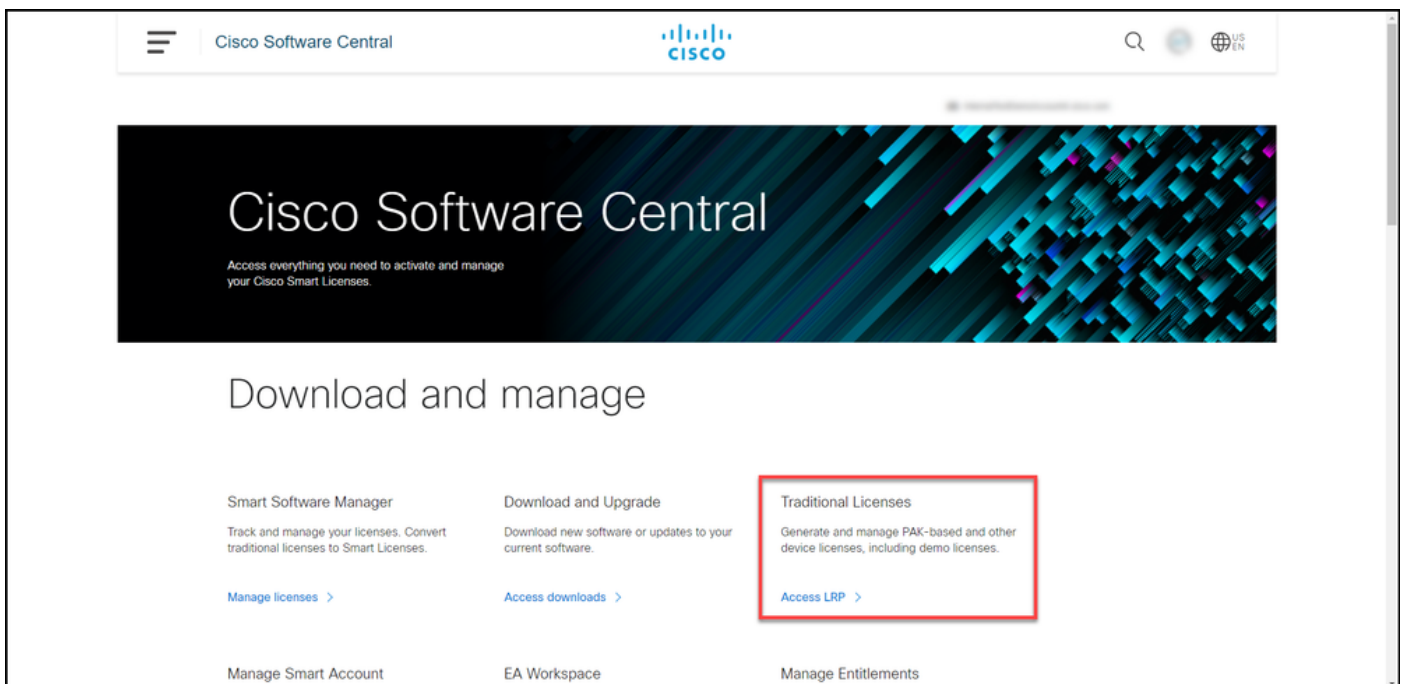 Cisco Software Central
CISCO
US
EN
Cisco Software Central
Access everything you need to activate and manage
your Cisco Smart Licenses.
Download and manage
Smart Software Manager
Track and manage your licenses. Convert
traditional licenses to Smart Licenses.
Manage licenses >
Download and Upgrade
Download new software or updates to your
current software.
Access downloads >
Traditional Licenses
Generate and manage PAK-based and other
device licenses, including demo licenses.
Access LRP >
Manage Smart Account
EA Workspace
Manage Entitlements